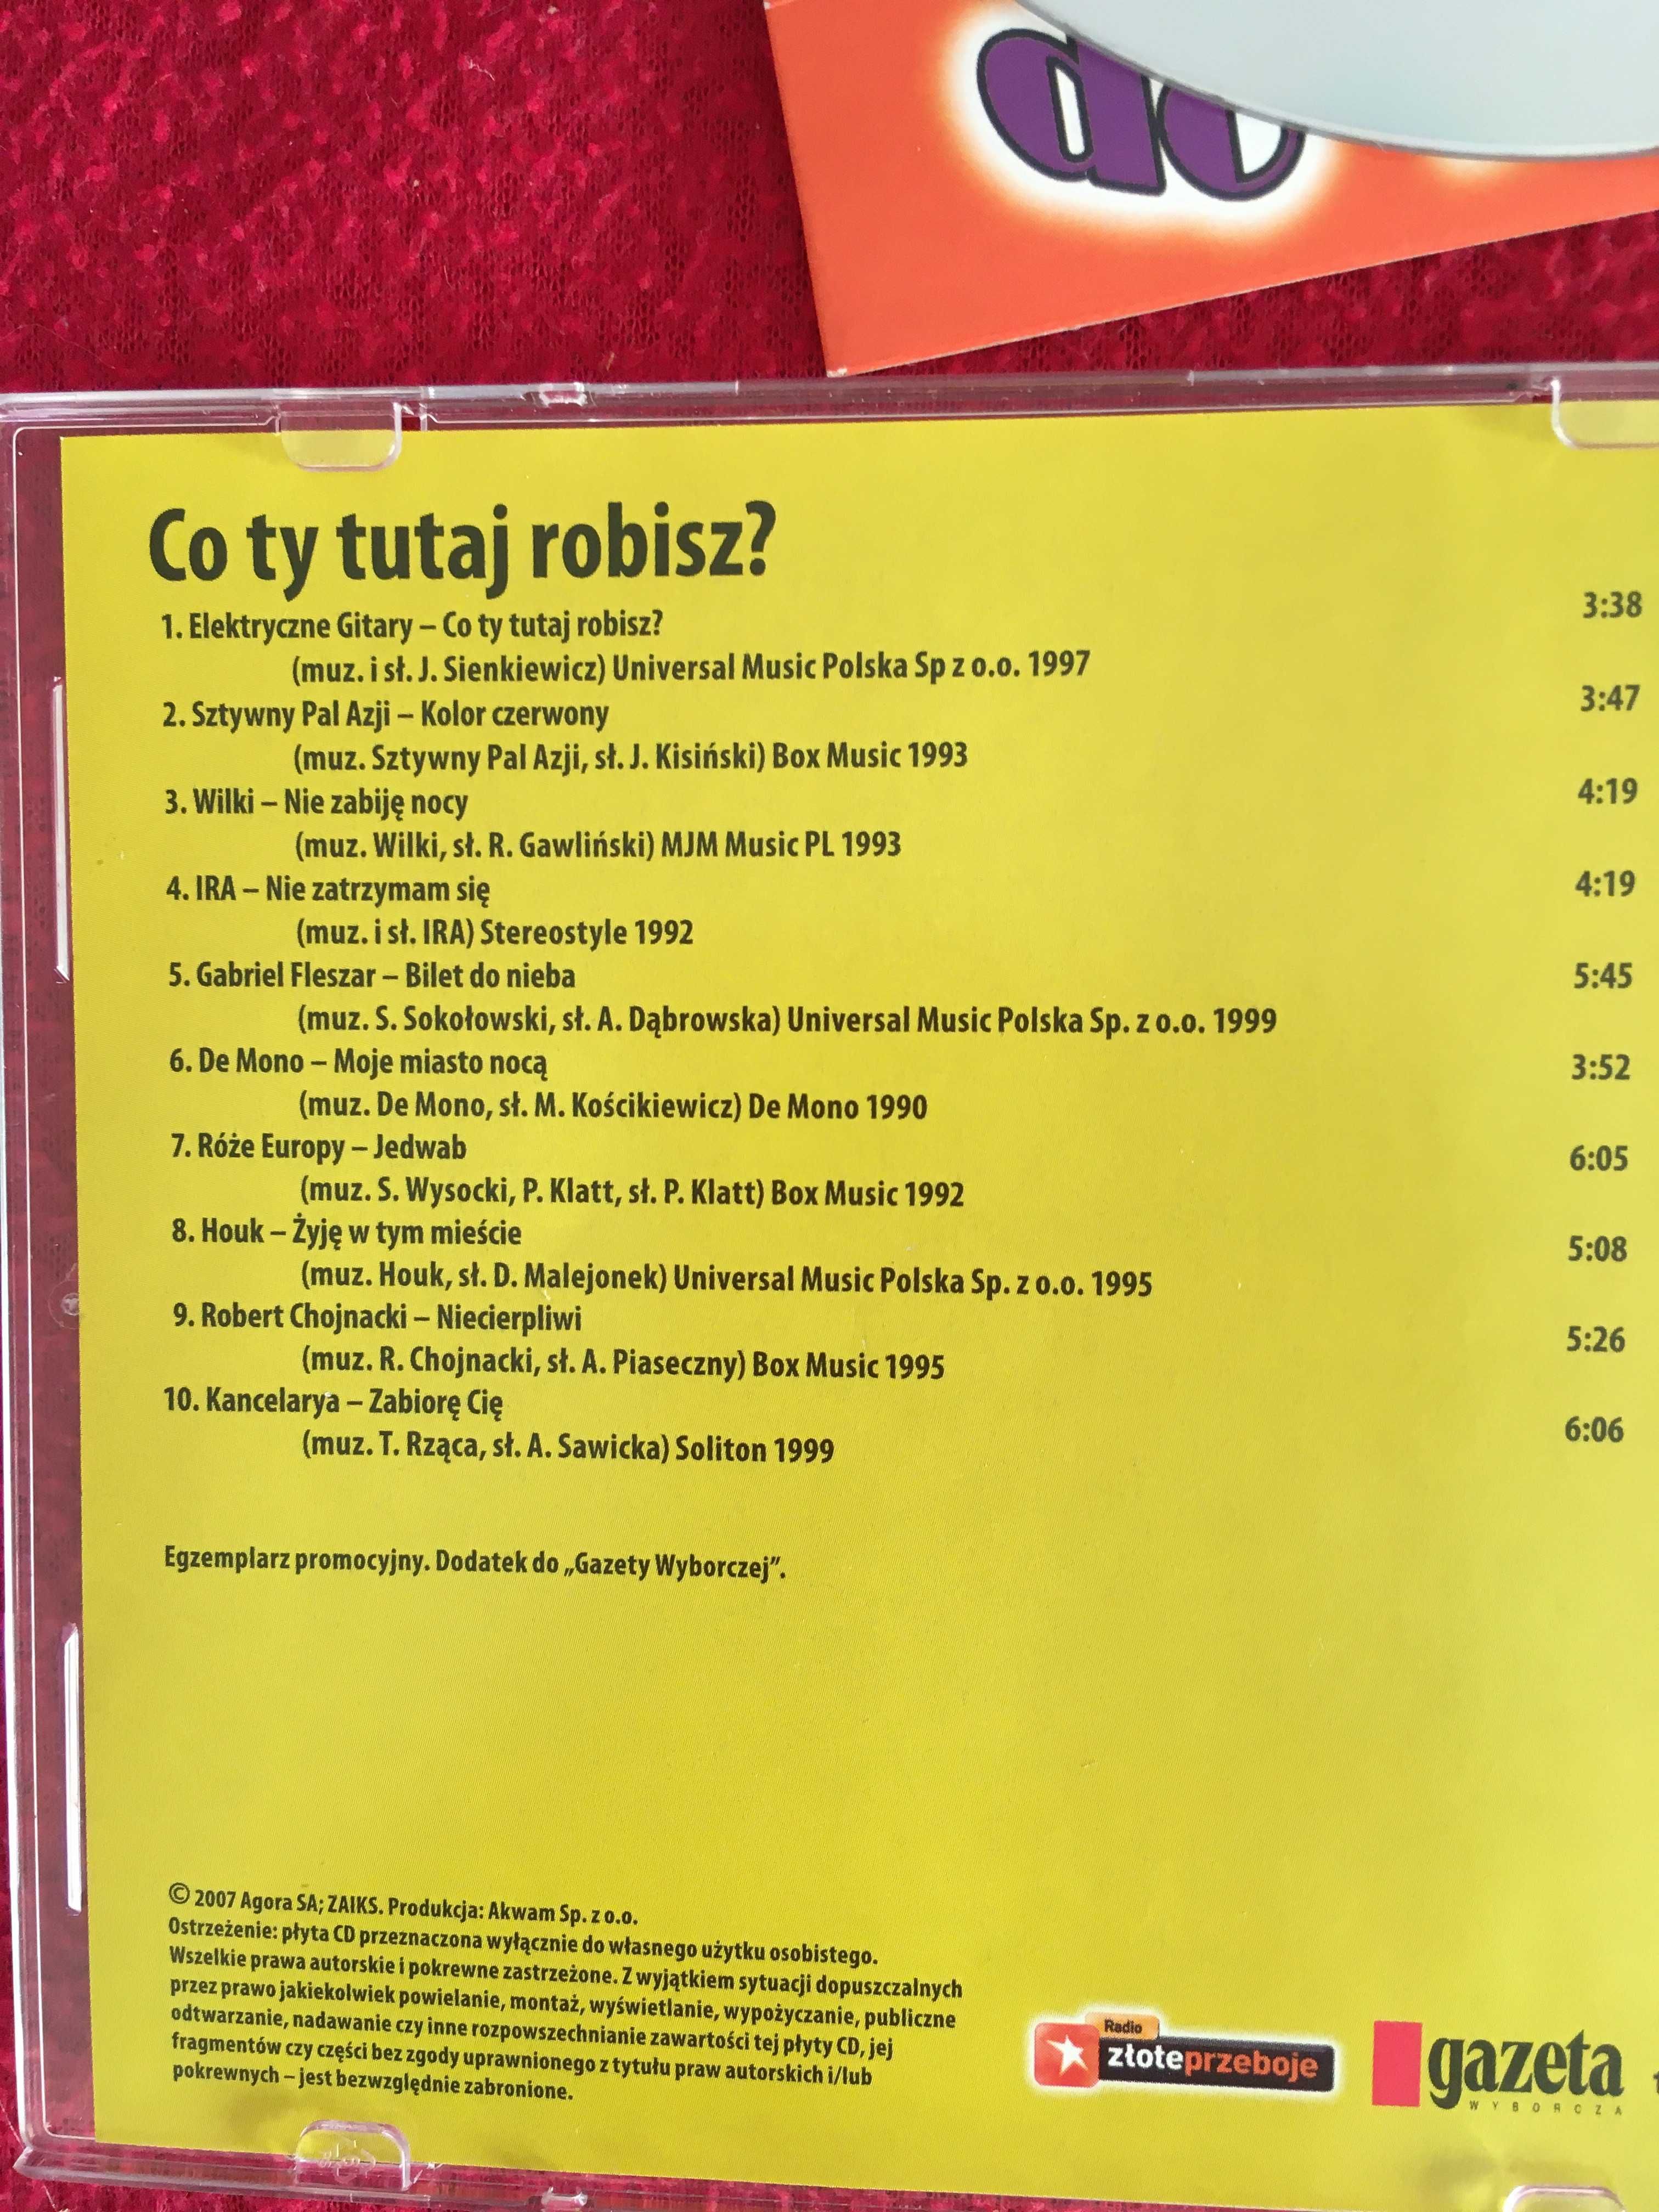 do
Co ty tutaj robisz?
1. Elektryczne Gitary – Co ty tutaj robisz? 3:38
(muz. i sł. J. Sienkiewicz) Universal Music Polska Sp z o.o. 1997
2. Sztywny Pal Azji – Kolor czerwony 3:47
(muz. Sztywny Pal Azji, sł. J. Kisiński) Box Music 1993
3. Wilki – Nie zabiję nocy 4:19
(muz. Wilki, sł. R. Gawliński) MJM Music PL 1993
4. IRA – Nie zatrzymam się 4:19
(muz. i sł. IRA) Stereostyle 1992
5. Gabriel Fleszar – Bilet do nieba 5:45
(muz. S. Sokołowski, sł. A. Dąbrowska) Universal Music Polska Sp. z o.o. 1999
6. De Mono – Moje miasto nocą 3:52
(muz. De Mono, sł. M. Kościkiewicz) De Mono 1990
7. Róże Europy – Jedwab 6:05
(muz. S. Wysocki, P. Klatt, sł. P. Klatt) Box Music 1992
8. Houk – Żyję w tym mieście 5:08
(muz. Houk, sł. D. Malejonek) Universal Music Polska Sp. z o.o. 1995
9. Robert Chojnacki – Niecierpliwi 5:26
(muz. R. Chojnacki, sł. A. Piaseczny) Box Music 1995
10. Kancelarya – Zabiorę Cię 6:06
(muz. T. Rząca, sł. A. Sawicka) Soliton 1999
Egzemplarz promocyjny. Dodatek do „Gazety Wyborczej”.
© 2007 Agora SA; ZAIKS. Produkcja: Akwam Sp. z o.o.
Ostrzeżenie: płyta CD przeznaczona wyłącznie do własnego użytku osobistego.
Wszelkie prawa autorskie i pokrewne zastrzeżone. Z wyjątkiem sytuacji dopuszczalnych
przez prawo jakiekolwiek powielanie, montaż, wyświetlanie, wypożyczanie, publiczne
odtwarzanie, nadawanie czy inne rozpowszechnianie zawartości tej płyty CD, jej
fragmentów czy części bez zgody uprawnionego z tytułu praw autorskich i/lub
pokrewnych – jest bezwzględnie zabronione.
Radio
złoteprzeboje
gazeta
WYBORCZA